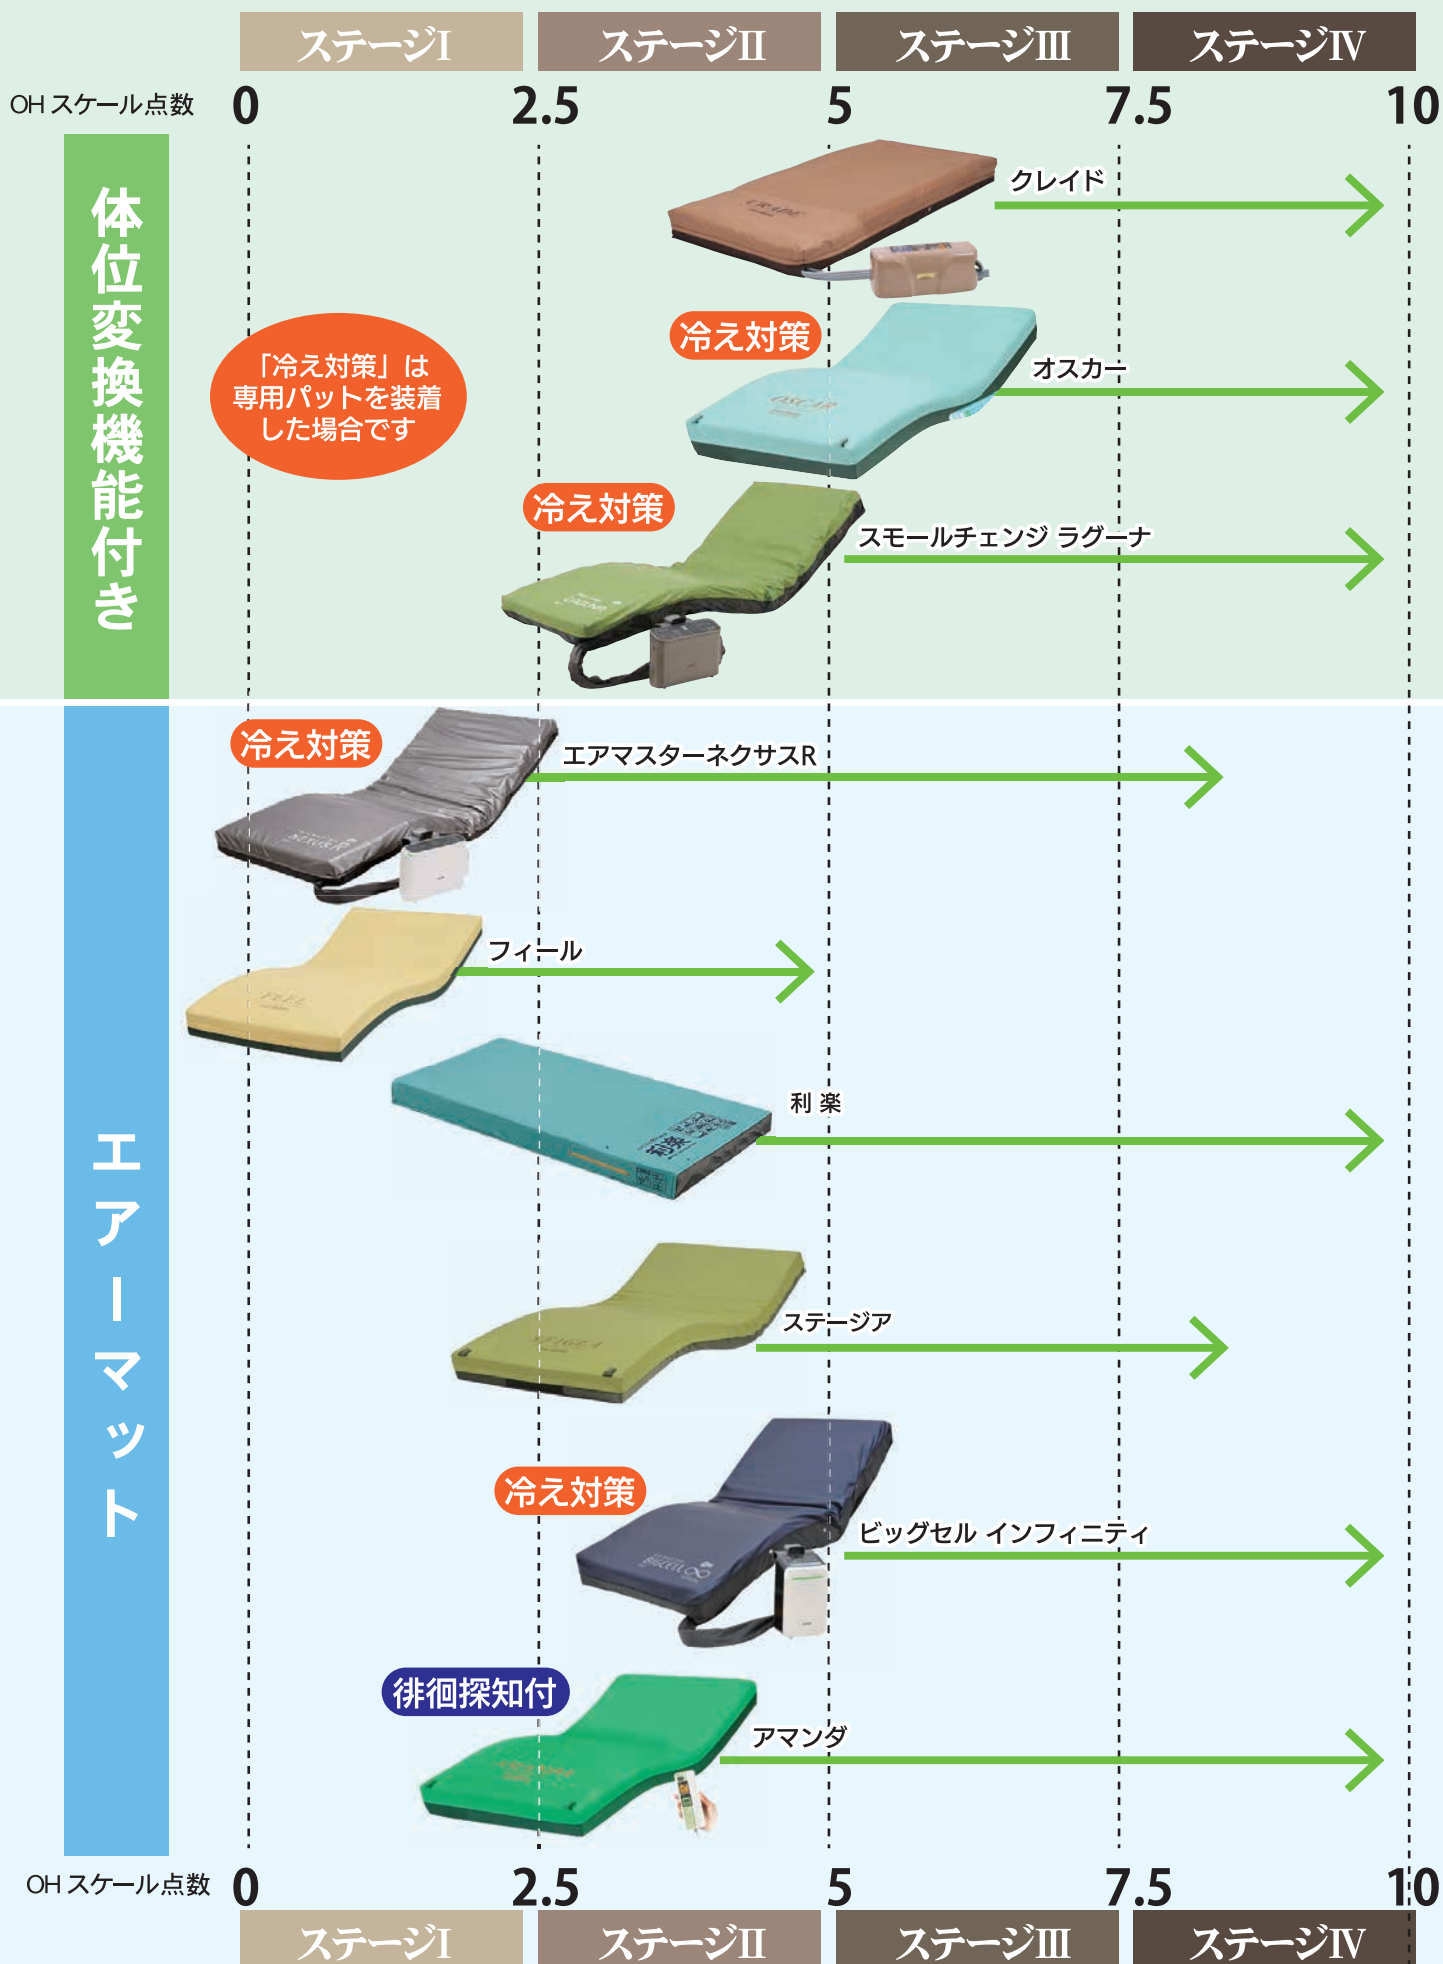 ステージⅠ ステージⅡ ステージⅢ ステージⅣ
OHスケール点数 0 2.5 5 7.5 10
体位変換機能付き
クレイド
CRADE
冷え対策
「冷え対策」は
専用パットを装着
した場合です
オスカー
OSCAR
冷え対策
スモールチェンジ ラグーナ
エアーマット
冷え対策
エアマスターネクサスR
NEXUS R
フィール
FEEL
利楽
利楽
ステージア
冷え対策
ビッグセル インフィニティ
BIGCELL∞
徘徊探知付
アマンダ
OHスケール点数 0 2.5 5 7.5 10
ステージⅠ ステージⅡ ステージⅢ ステージⅣ